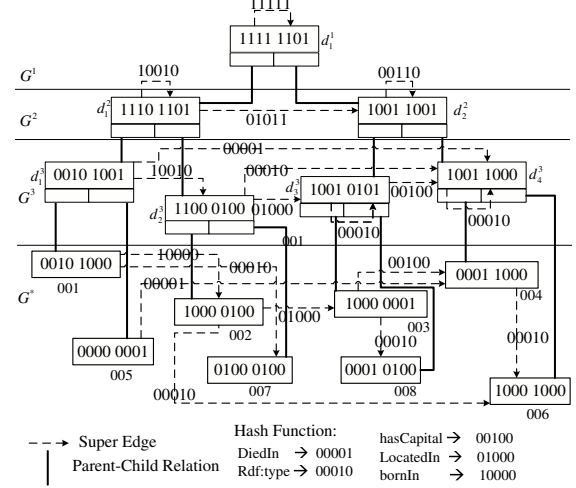 11111
1111 1101 d₁¹
G¹
10010 00110
d₁² 1110 1101 1001 1001 d₂²
G²
01011
00001
d₁³ 0010 1001 10010 00010 1001 1000 d₄³
d₃³ 1001 0101 00100
G³
d₂³ 1100 0100 01000
00010 00010
001
0010 1000 10000 00010 00100
001
0001 1000
00001 004
G*
1000 0100 01000 1000 0001
002 003
00010 00010
0000 0001
005
0100 0100 0001 0100
007 008
00010
1000 1000
006
Super Edge
Parent-Child Relation
Hash Function:
DiedIn → 00001
Rdf:type → 00010
hasCapital → 00100
LocatedIn → 01000
bornIn → 10000